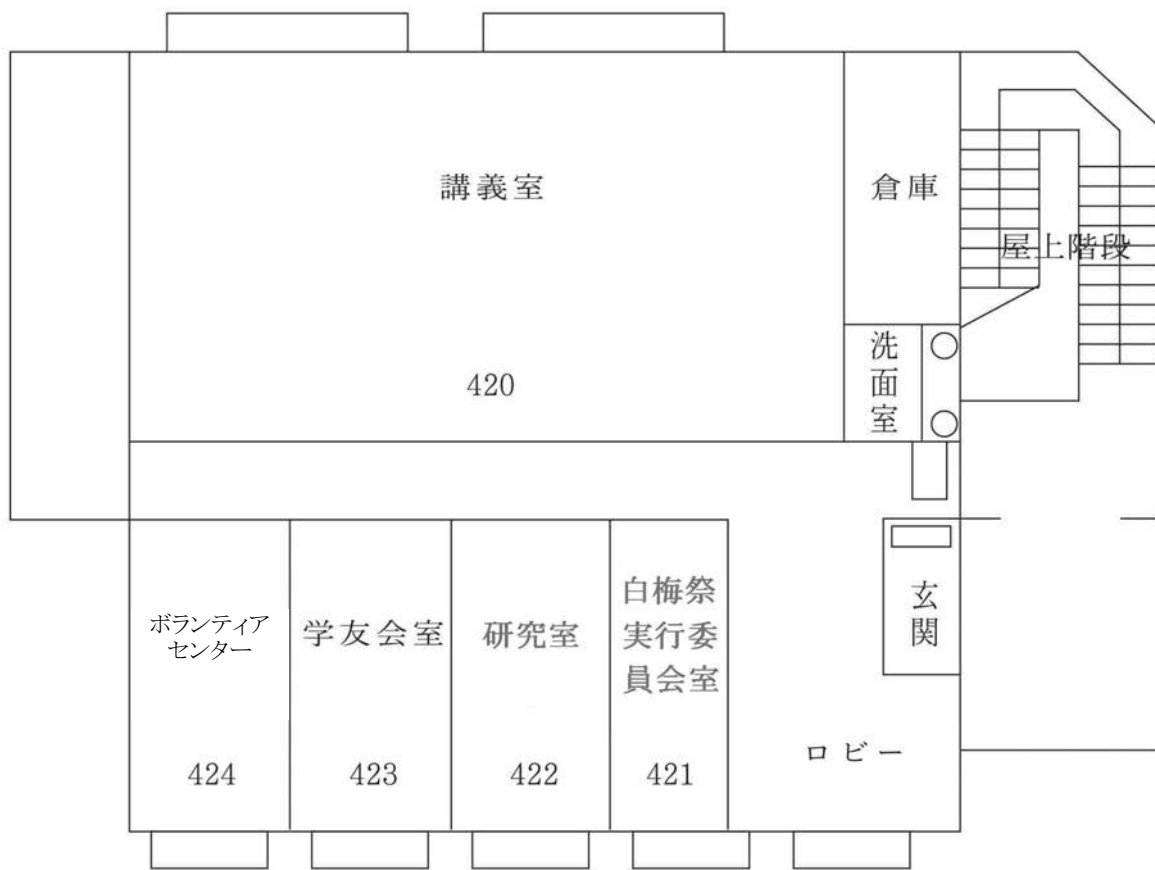 講義室
420
倉庫
屋上階段
洗面室
玄関
ロビー
ボランティア
センター
424
学友会室
423
研究室
422
白梅祭
実行委
員会室
421